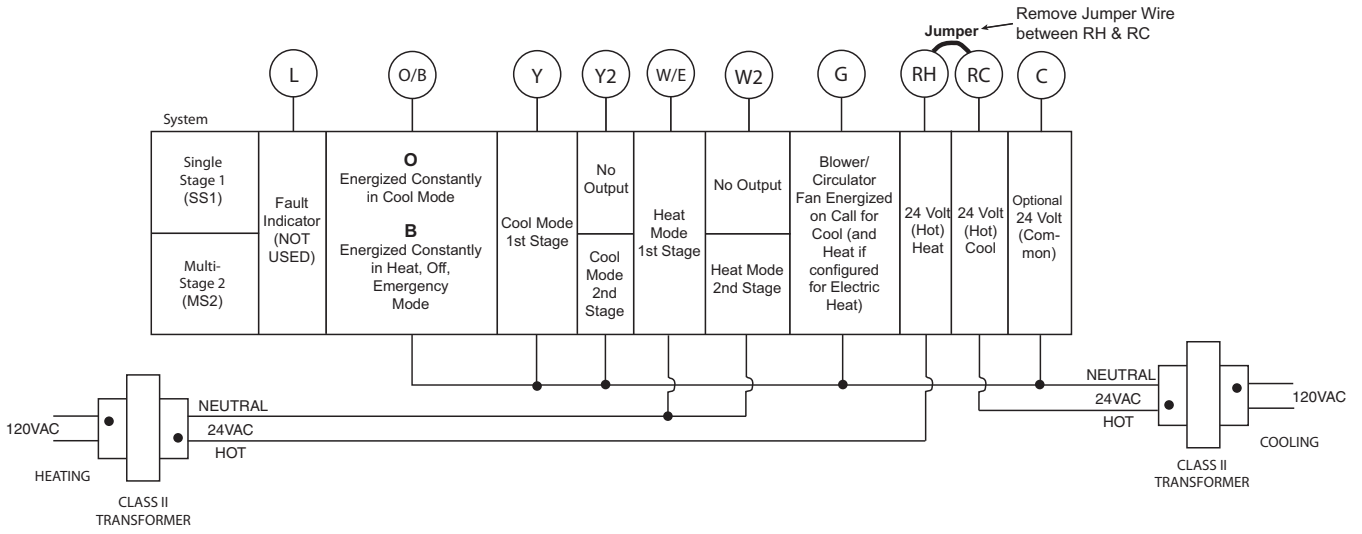 Remove Jumper Wire
between RH & RC
Jumper
L
O/B
Y
Y2
W/E
W2
G
RH
RC
C
System
Single
Stage 1
(SS1)
Multi-
Stage 2
(MS2)
Fault
Indicator
(NOT
USED)
O
Energized Constantly
in Cool Mode
B
Energized Constantly
in Heat, Off,
Emergency
Mode
Cool Mode
1st Stage
No
Output
Cool
Mode
2nd
Stage
Heat
Mode
1st Stage
No Output
Heat Mode
2nd Stage
Blower/
Circulator
Fan Energized
on Call for
Cool (and
Heat if
configured
for Electric
Heat)
24 Volt
(Hot)
Heat
24 Volt
(Hot)
Cool
Optional
24 Volt
(Com-
mon)
120VAC
HEATING
NEUTRAL
24VAC
HOT
CLASS II
TRANSFORMER
NEUTRAL
24VAC
HOT
120VAC
COOLING
CLASS II
TRANSFORMER